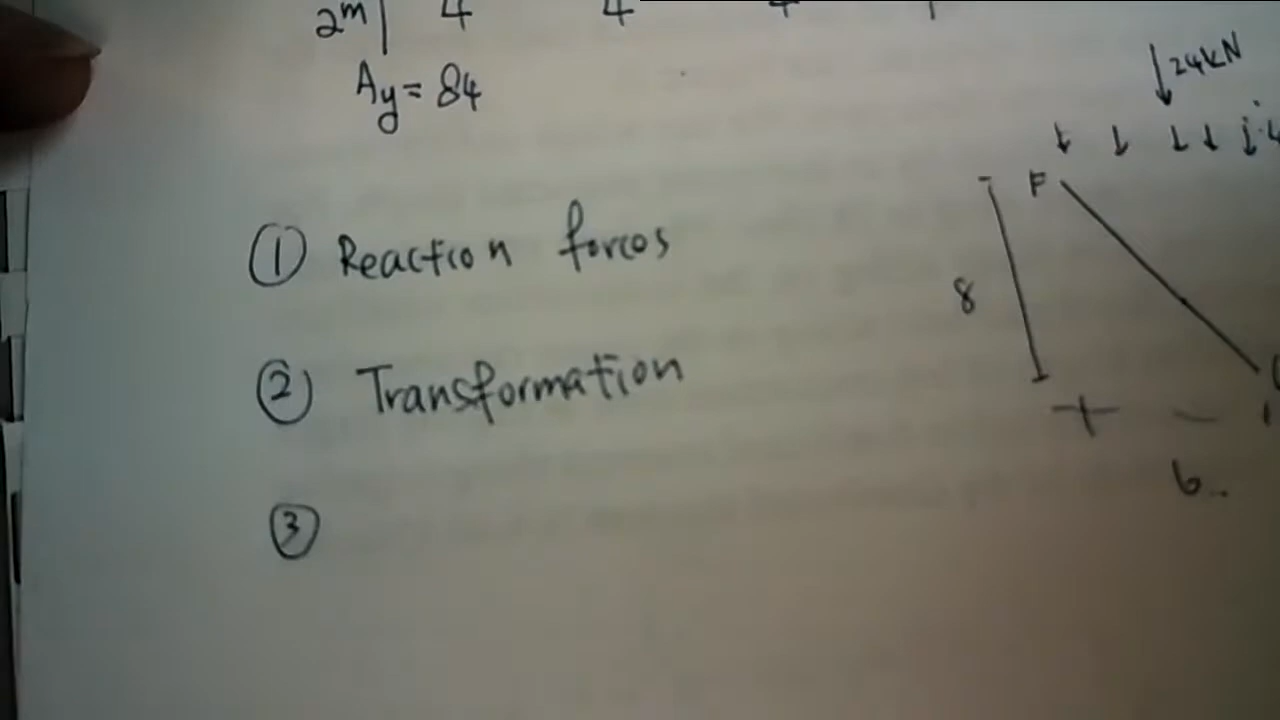 2m 4 4
Ay = 84
24kN
F
① Reaction forces
8
② Transformation
+ -
6
③